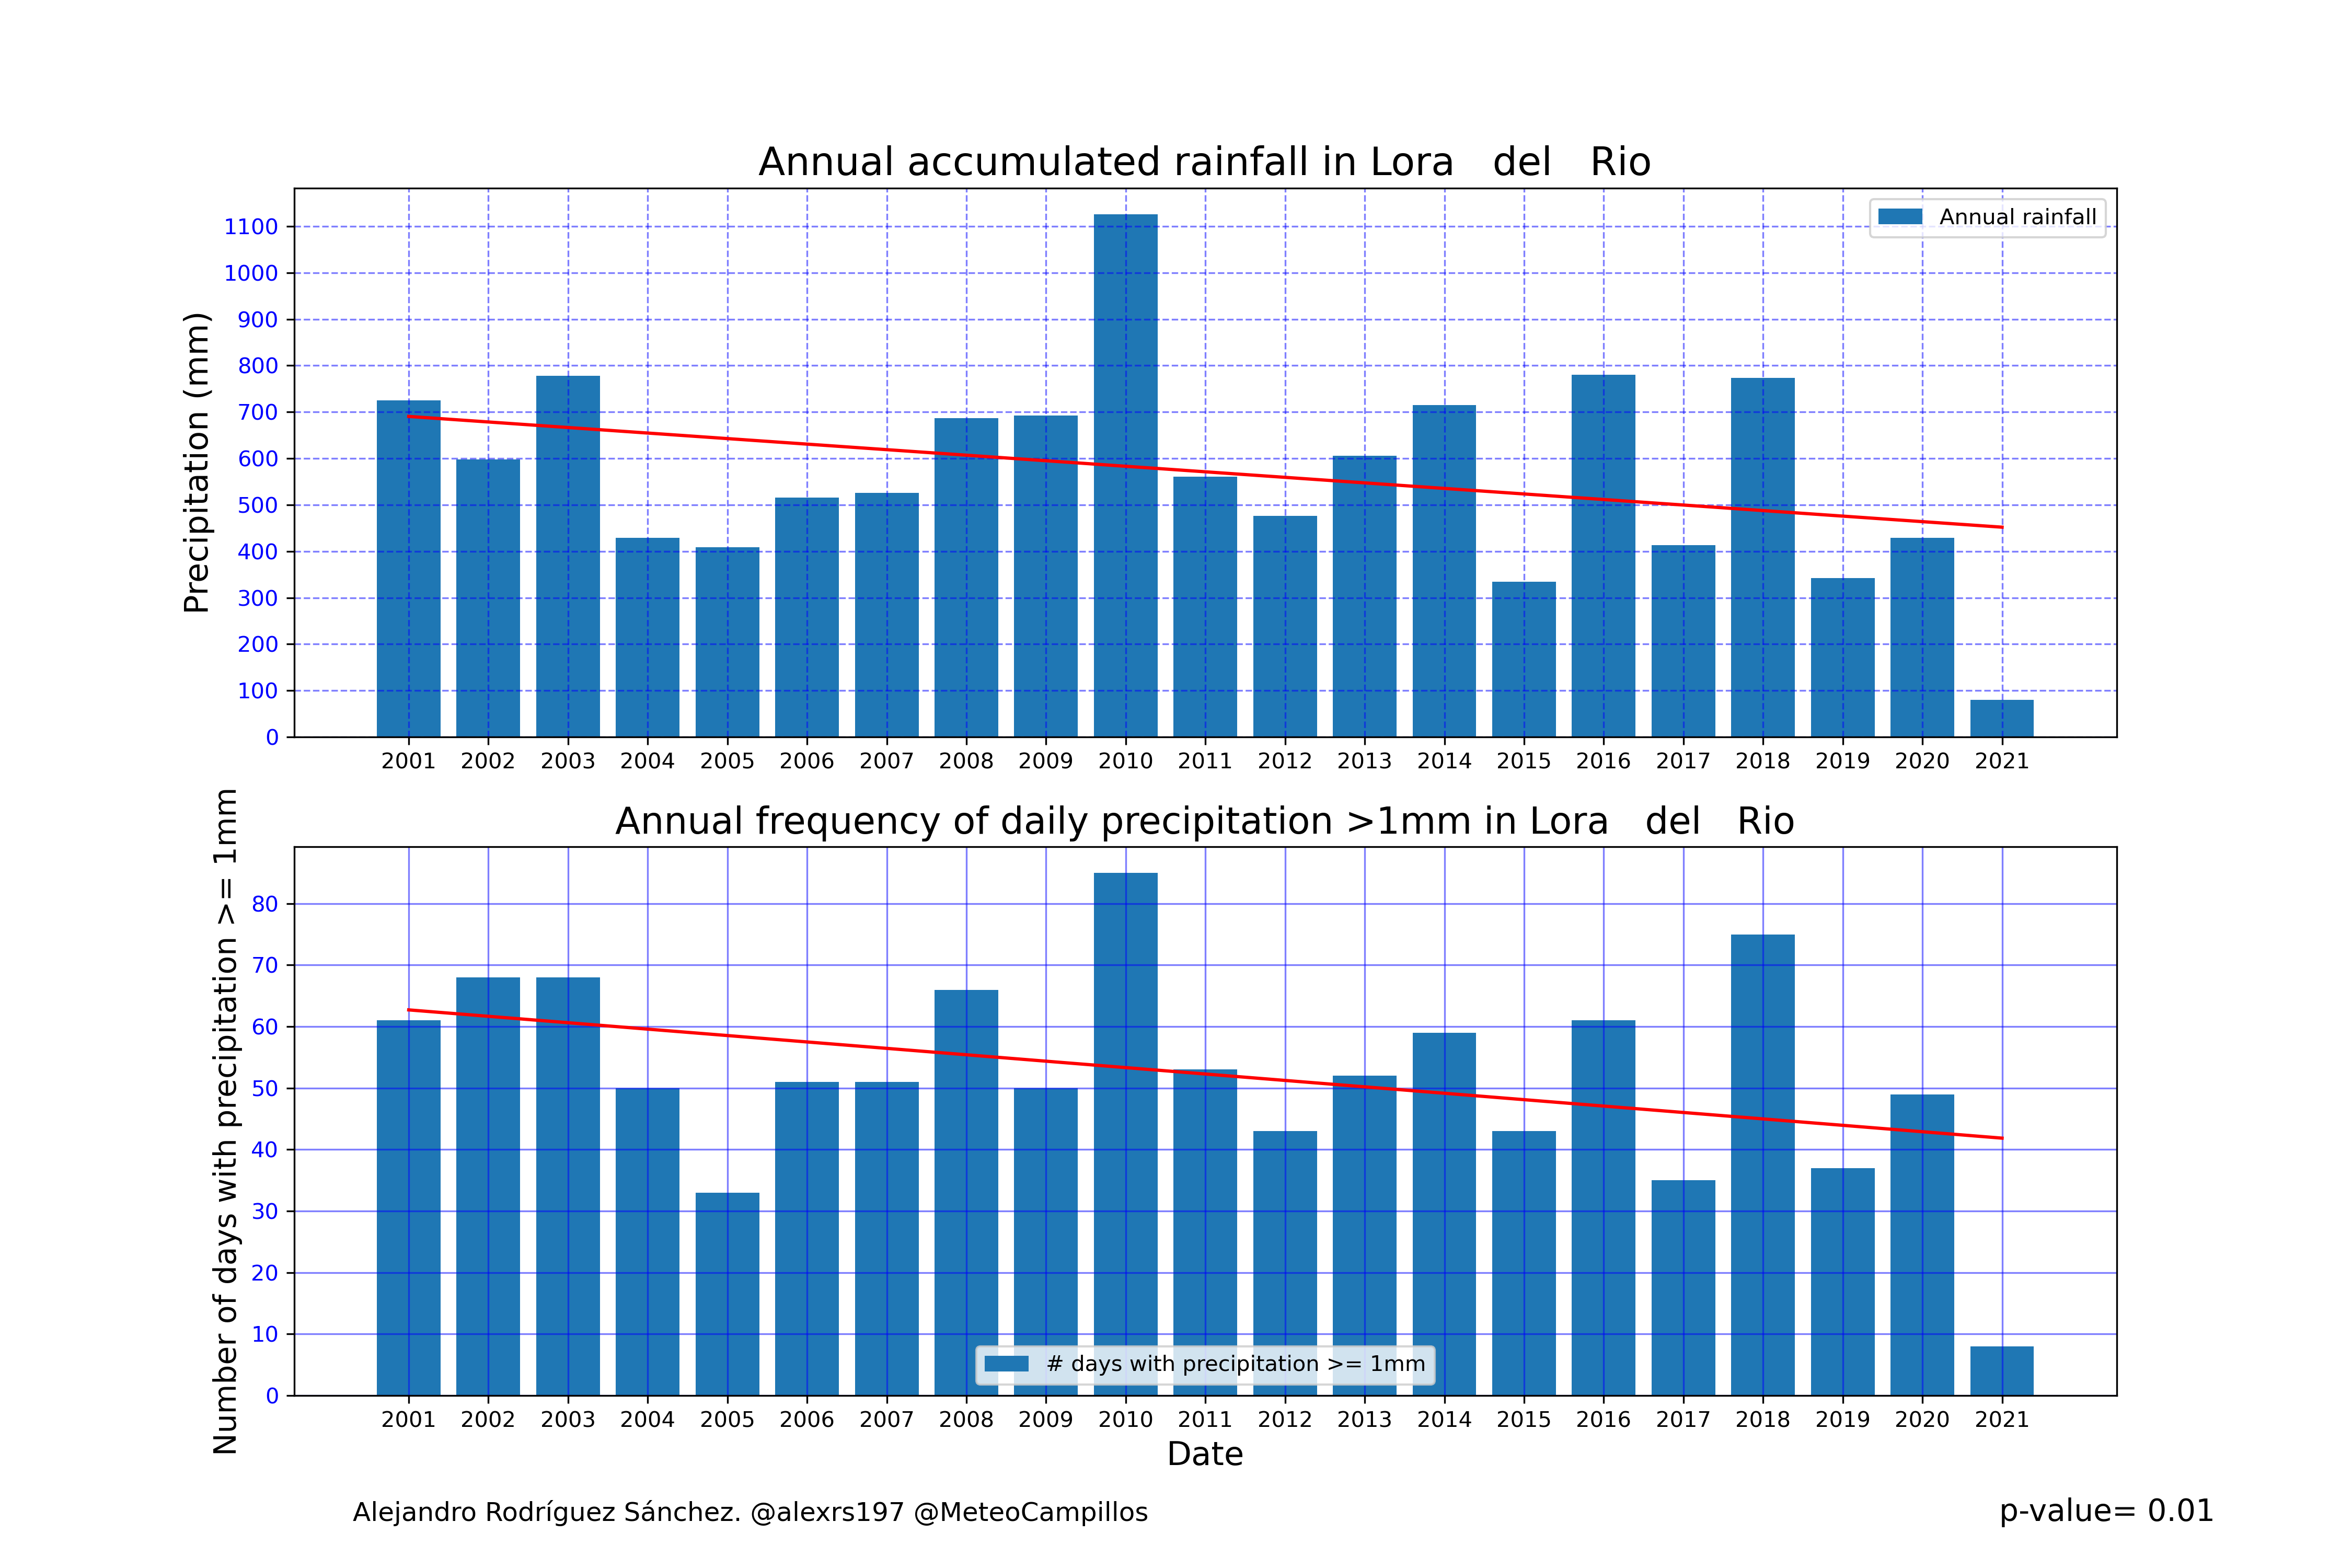 Annual accumulated rainfall in Lora del Rio
Precipitation (mm)
1100
1000
900
800
700
600
500
400
300
200
100
0
Annual rainfall
2001 2002 2003 2004 2005 2006 2007 2008 2009 2010 2011 2012 2013 2014 2015 2016 2017 2018 2019 2020 2021
Annual frequency of daily precipitation >1mm in Lora del Rio
Number of days with precipitation >= 1mm
80
70
60
50
40
30
20
10
0
# days with precipitation >= 1mm
2001 2002 2003 2004 2005 2006 2007 2008 2009 2010 2011 2012 2013 2014 2015 2016 2017 2018 2019 2020 2021
Date
Alejandro Rodríguez Sánchez. @alexrs197 @MeteoCampillos
p-value= 0.01